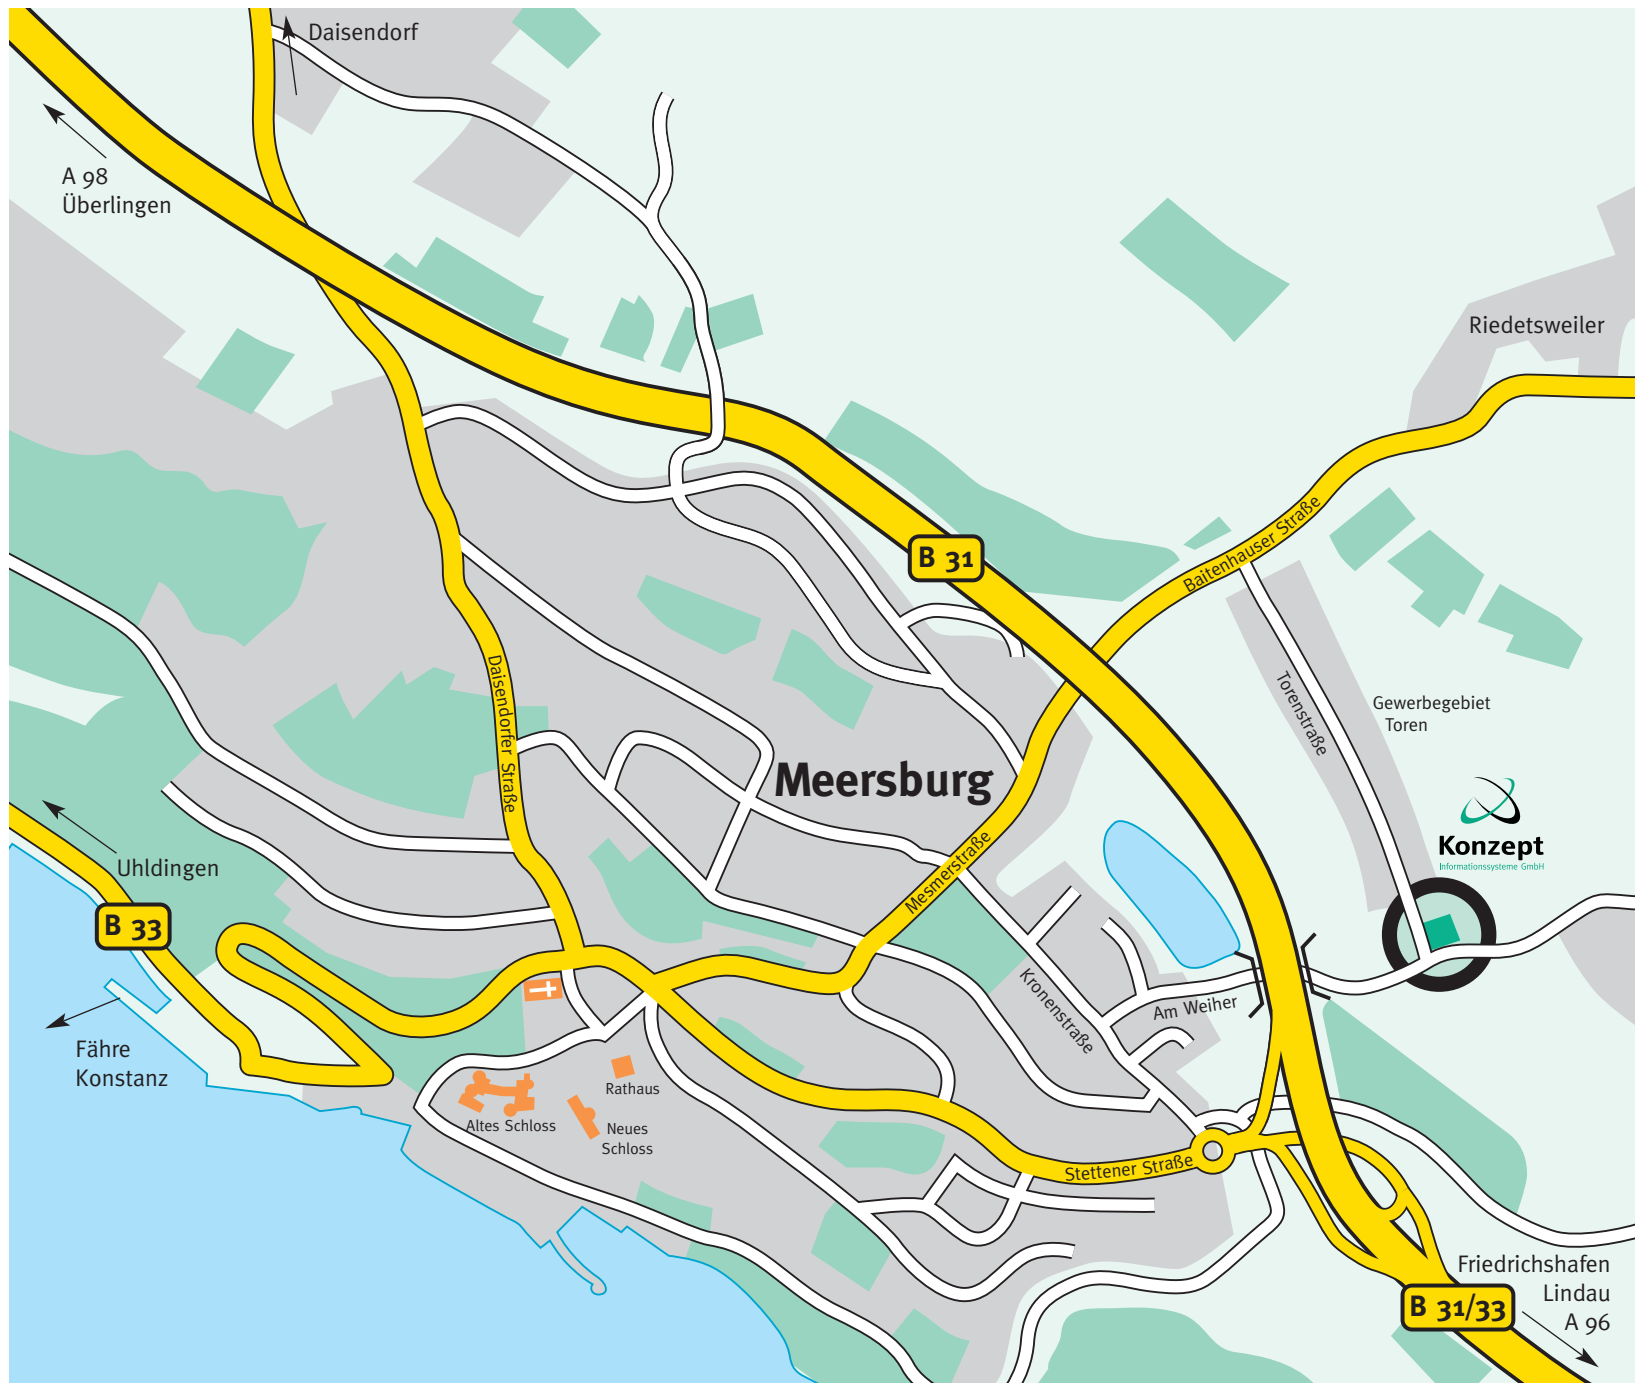 Daisendorf
A 98
Überlingen
Riedetsweiler
B 31
Baitenhauser Straße
Daisendorfer Straße
Torenstraße
Gewerbegebiet
Toren
Meersburg
Konzept
Informationssysteme GmbH
Mesmerstraße
Uhldingen
B 33
Kronenstraße
Am Weiher
Fähre
Konstanz
Rathaus
Altes Schloss
Neues
Schloss
Stettener Straße
Friedrichshafen
Lindau
A 96
B 31/33